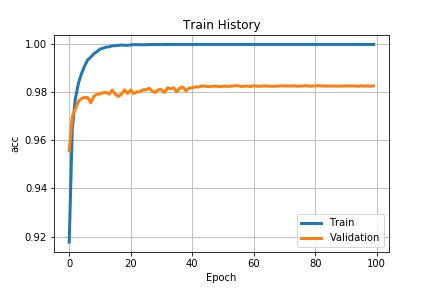 Train History
1.00
0.98
0.96
0.94
0.92
acc
0 20 40 60 80 100
Epoch
Train
Validation